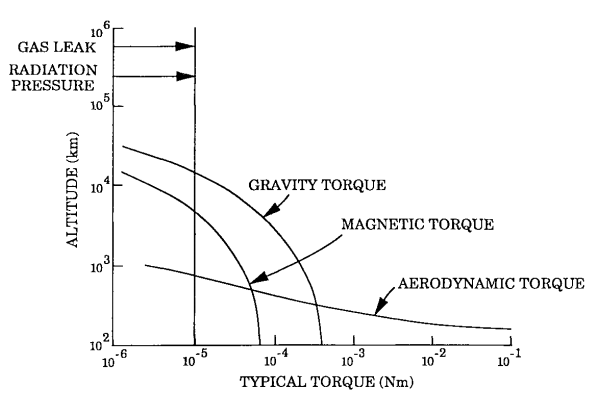 10^6
GAS LEAK
RADIATION
PRESSURE
10^5
ALTITUDE (km)
10^4
GRAVITY TORQUE
MAGNETIC TORQUE
10^3
AERODYNAMIC TORQUE
10^2
10^-6 10^-5 10^-4 10^-3 10^-2 10^-1
TYPICAL TORQUE (Nm)